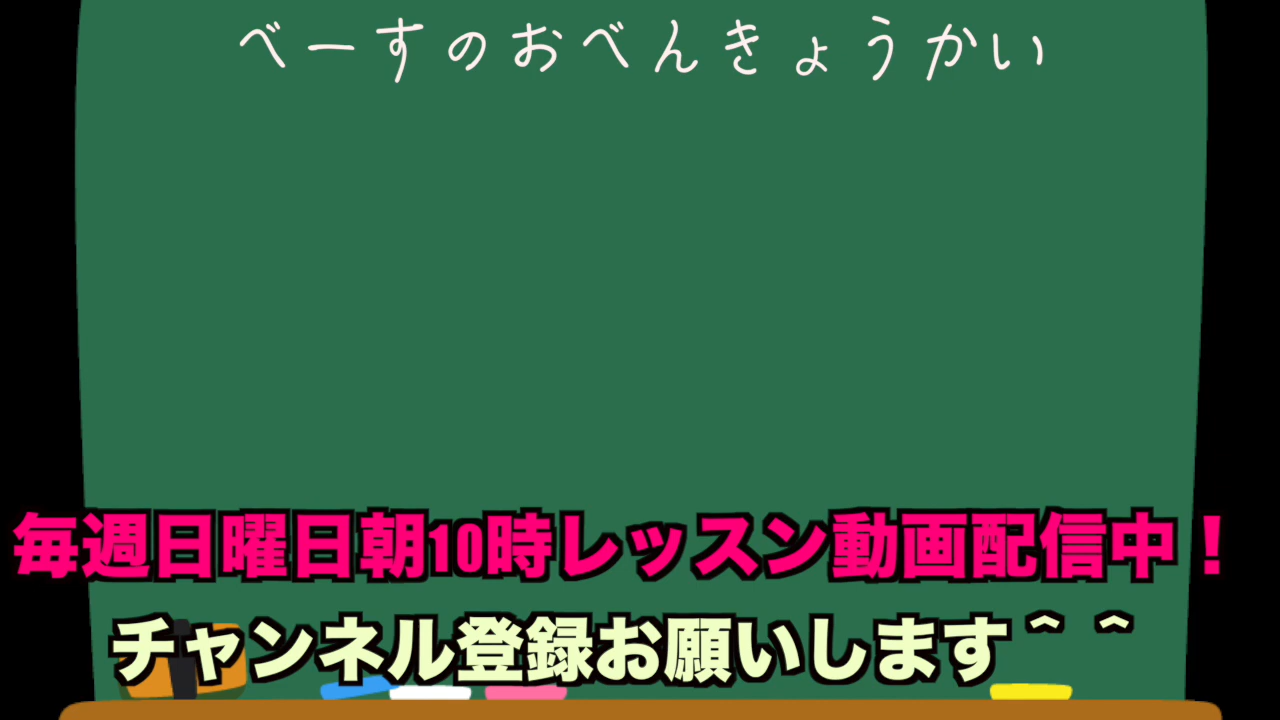 べーすのおべんきょうかい
毎週日曜日朝10時レッスン動画配信中！
チャンネル登録お願いします＾＾